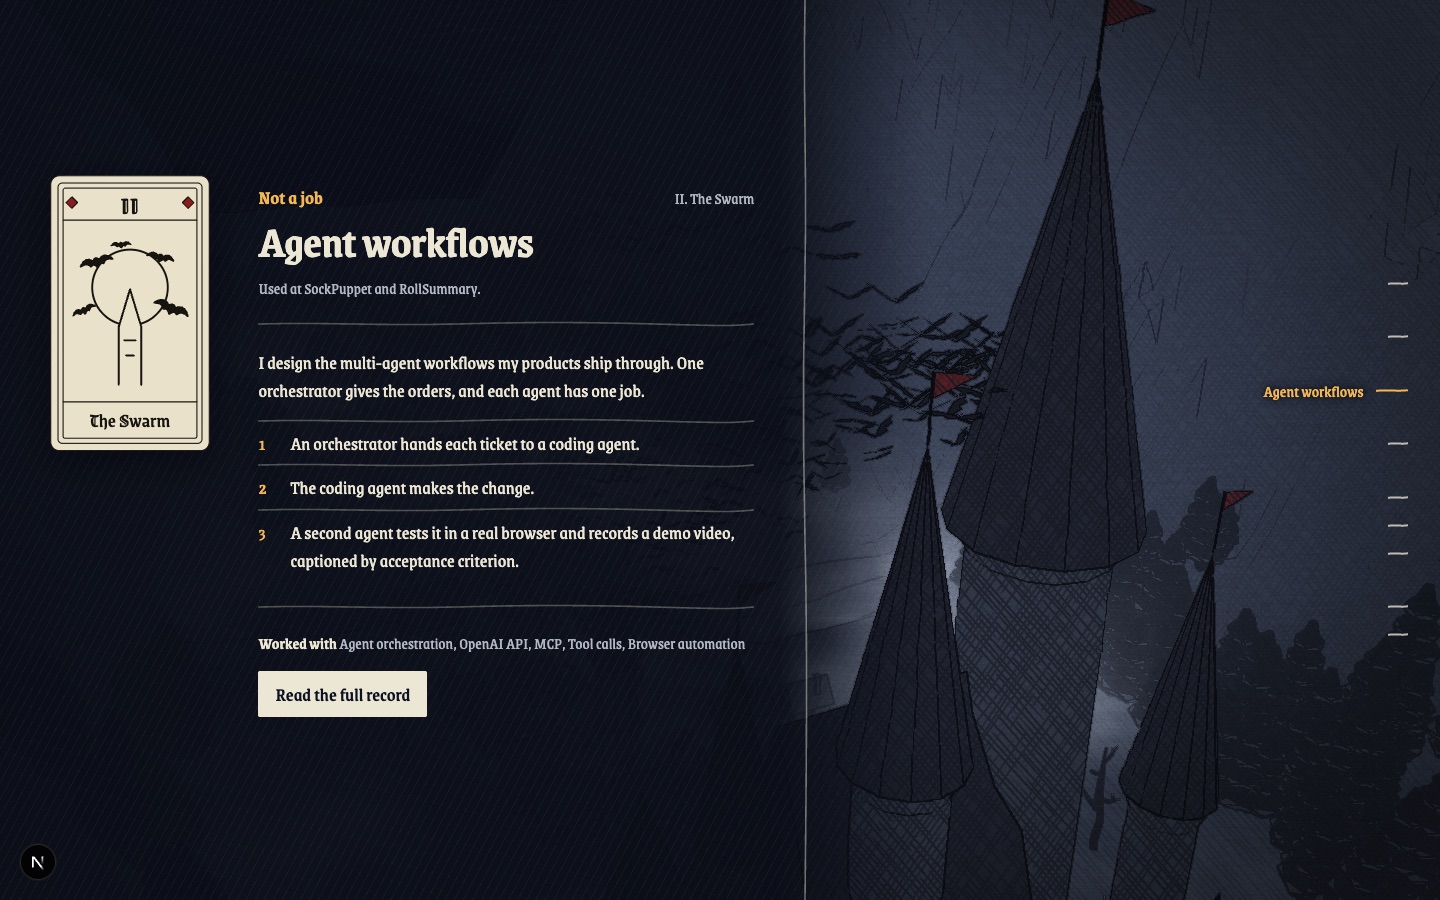 II
The Swarm
Not a job
II. The Swarm
Agent workflows
Used at SockPuppet and RollSummary.
I design the multi-agent workflows my products ship through. One
orchestrator gives the orders, and each agent has one job.
1 An orchestrator hands each ticket to a coding agent.
2 The coding agent makes the change.
3 A second agent tests it in a real browser and records a demo video,
captioned by acceptance criterion.
Worked with Agent orchestration, OpenAI API, MCP, Tool calls, Browser automation
Read the full record
Agent workflows
N